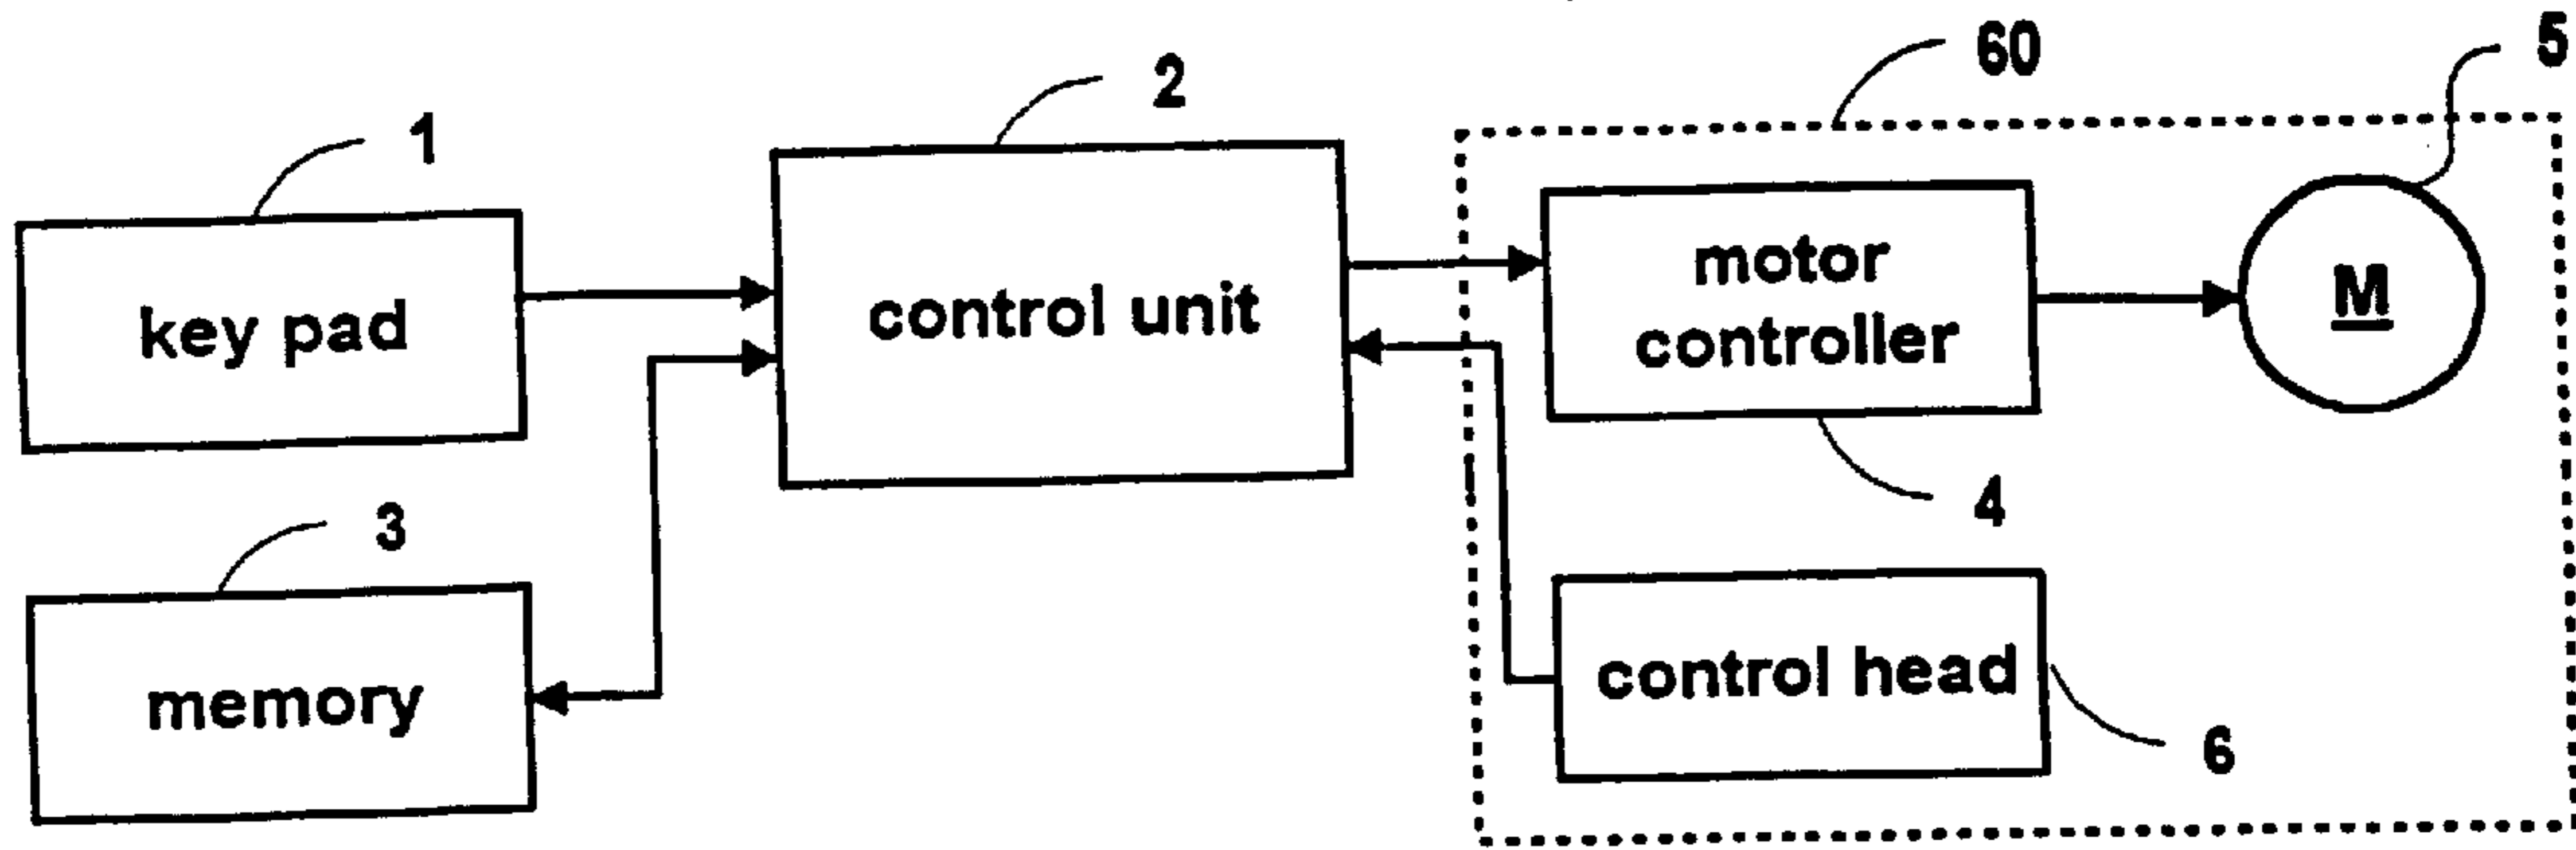 60
5
2
1
key pad
control unit
motor
controller
M
4
3
memory
control head
6